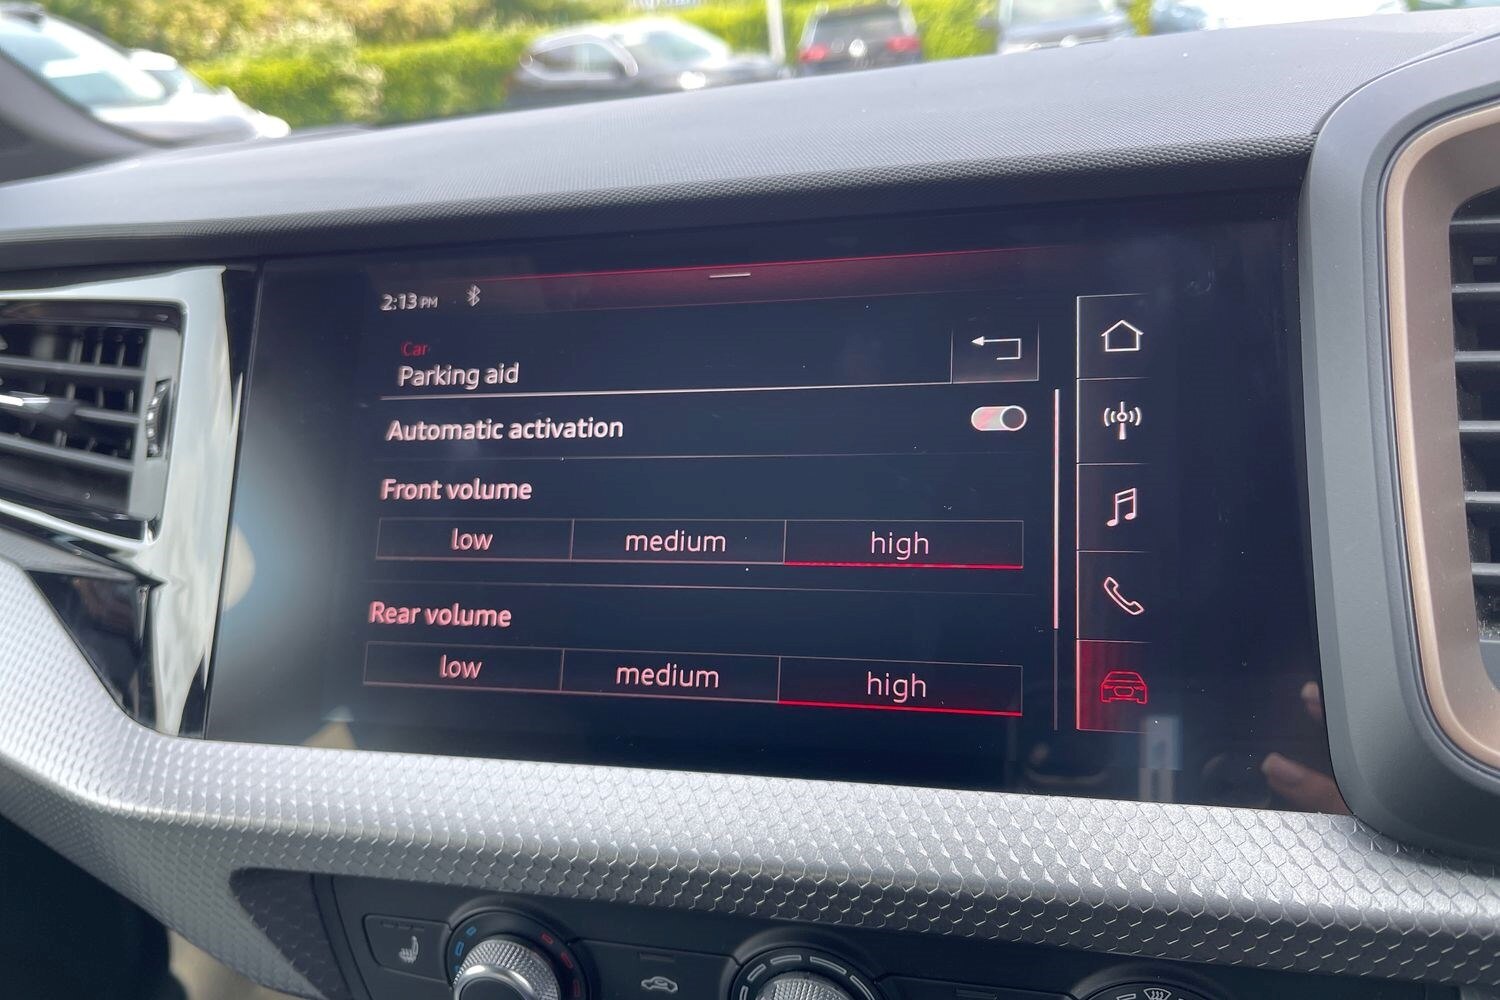 2:13 PM
Car
Parking aid
Automatic activation
Front volume
low medium high
Rear volume
low medium high